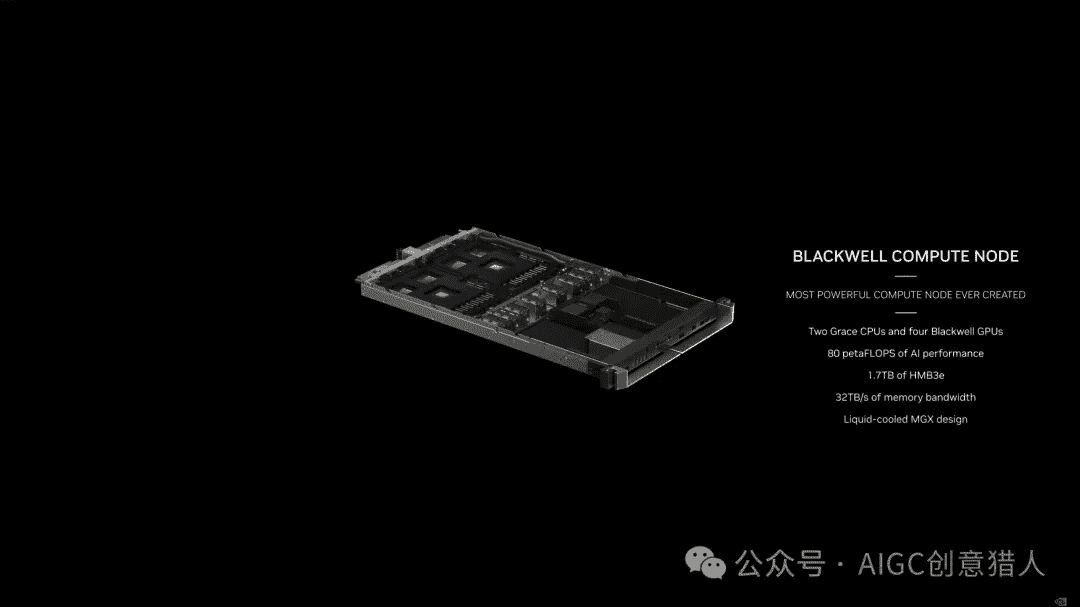 BLACKWELL COMPUTE NODE
MOST POWERFUL COMPUTE NODE EVER CREATED
Two Grace CPUs and four Blackwell GPUs
80 petaFLOPS of AI performance
1.7TB of HMB3e
32TB/s of memory bandwidth
Liquid-cooled MGX design
公众号 · AIGC创意猎人